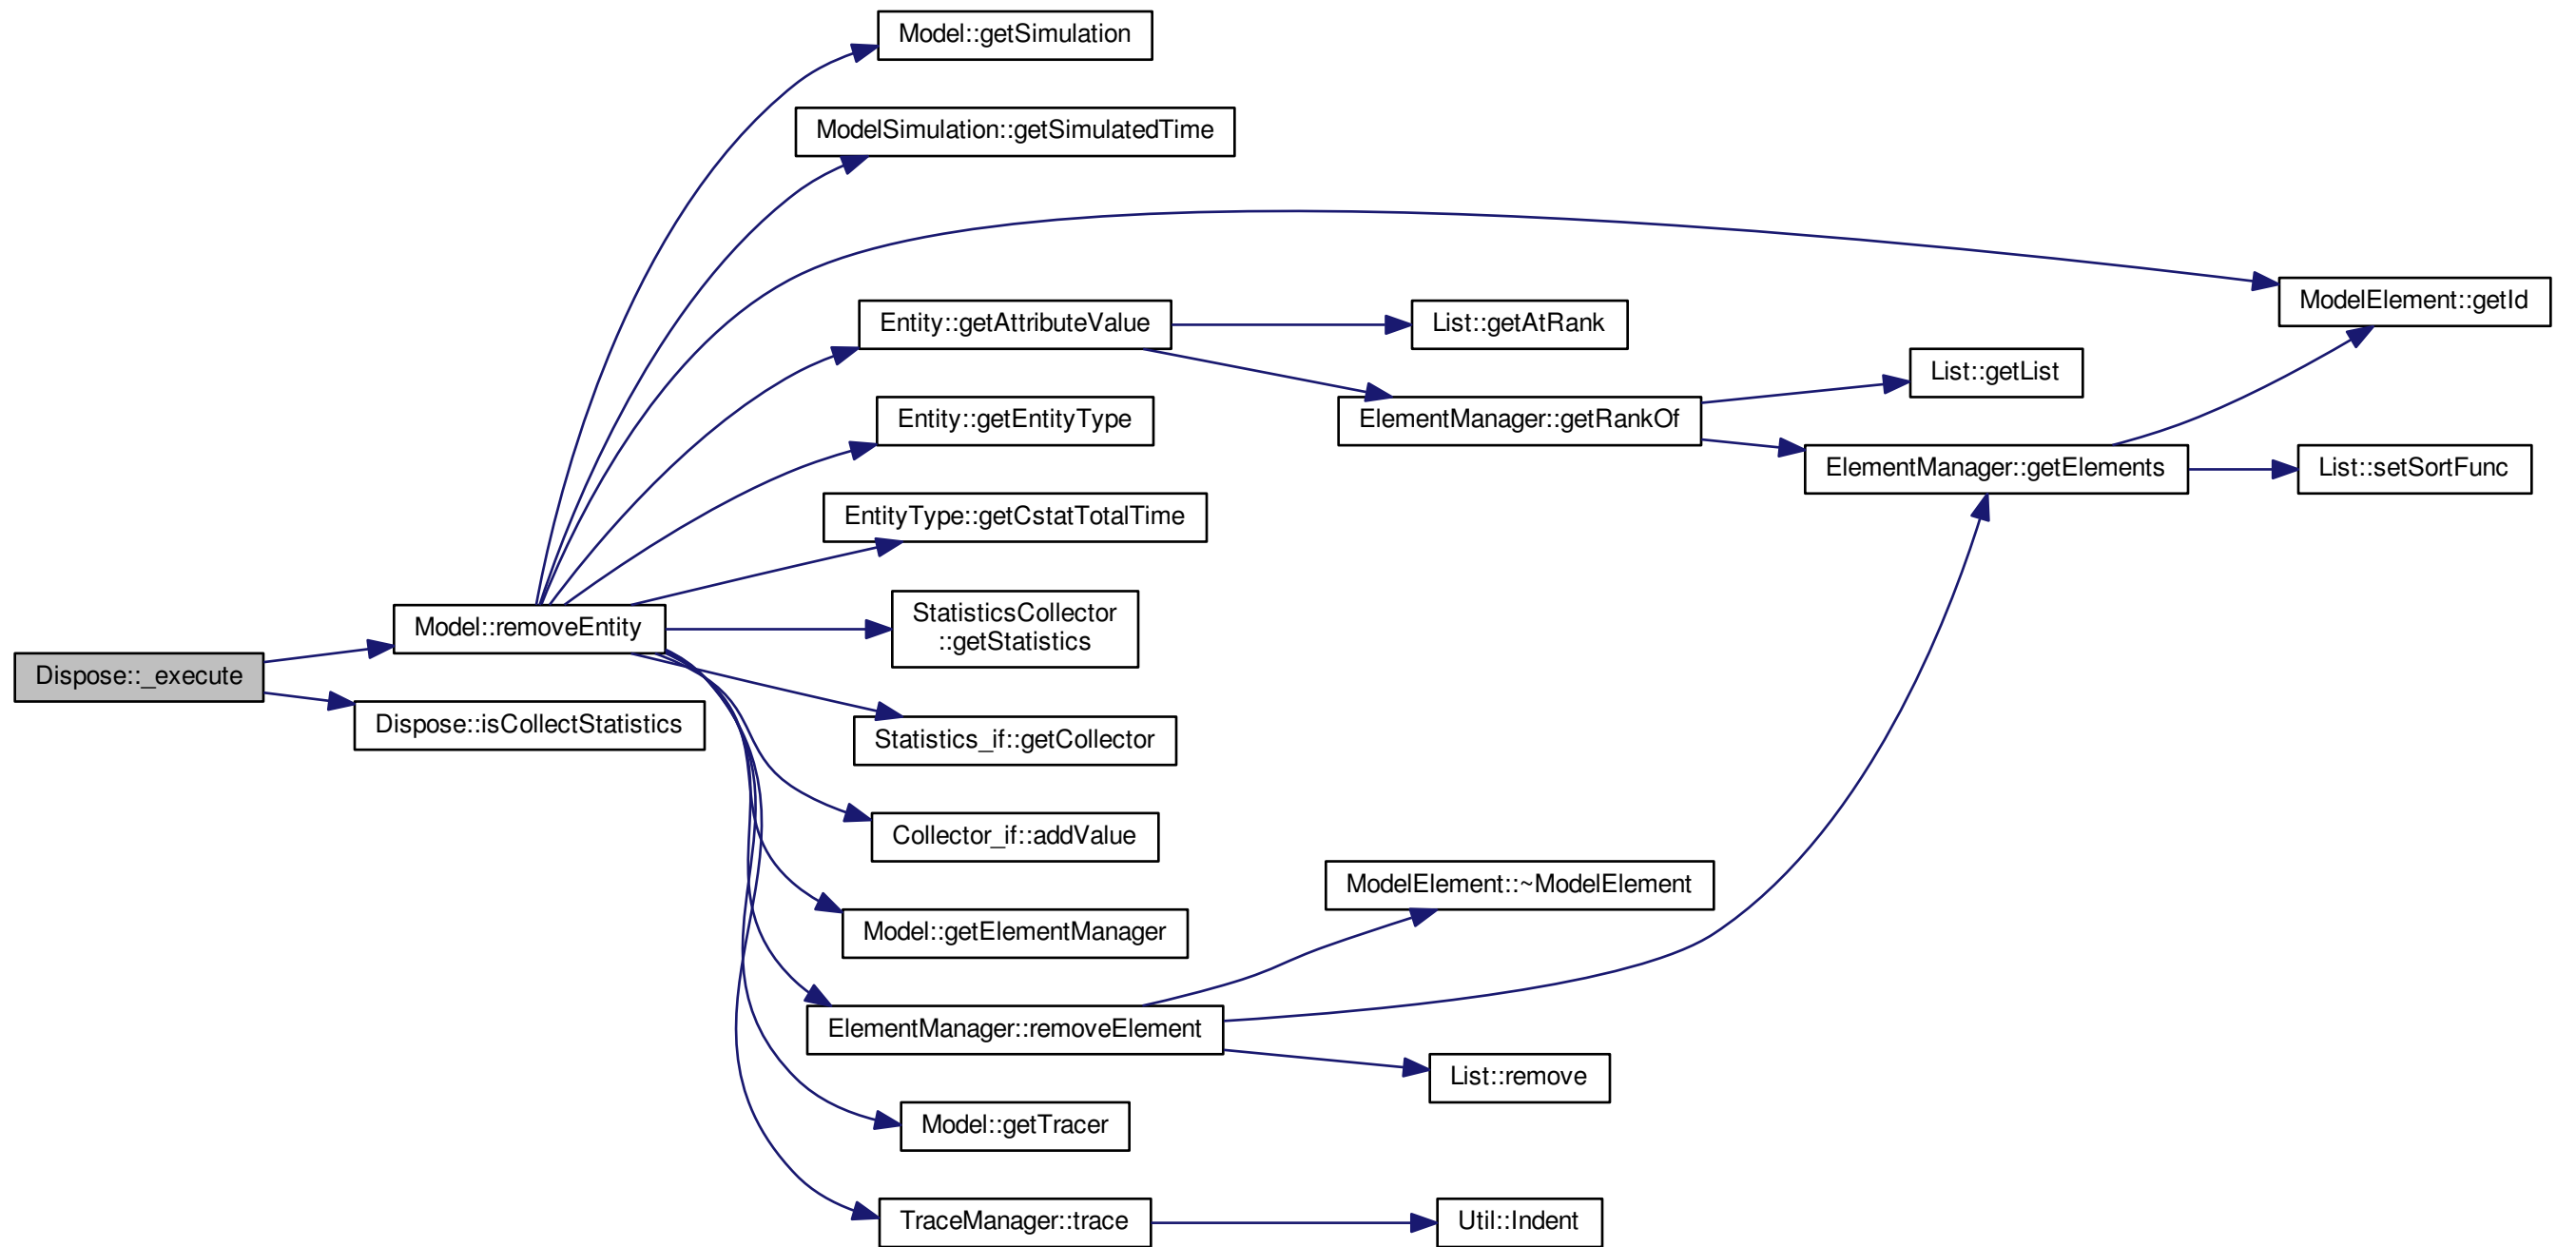 Model::getSimulation
ModelSimulation::getSimulatedTime
ModelElement::getId
Entity::getAttributeValue
List::getAtRank
List::getList
Entity::getEntityType
ElementManager::getRankOf
ElementManager::getElements
List::setSortFunc
EntityType::getCstatTotalTime
Model::removeEntity
StatisticsCollector
::getStatistics
Dispose::_execute
Dispose::isCollectStatistics
Statistics_if::getCollector
Collector_if::addValue
ModelElement::~ModelElement
Model::getElementManager
ElementManager::removeElement
List::remove
Model::getTracer
TraceManager::trace
Util::Indent